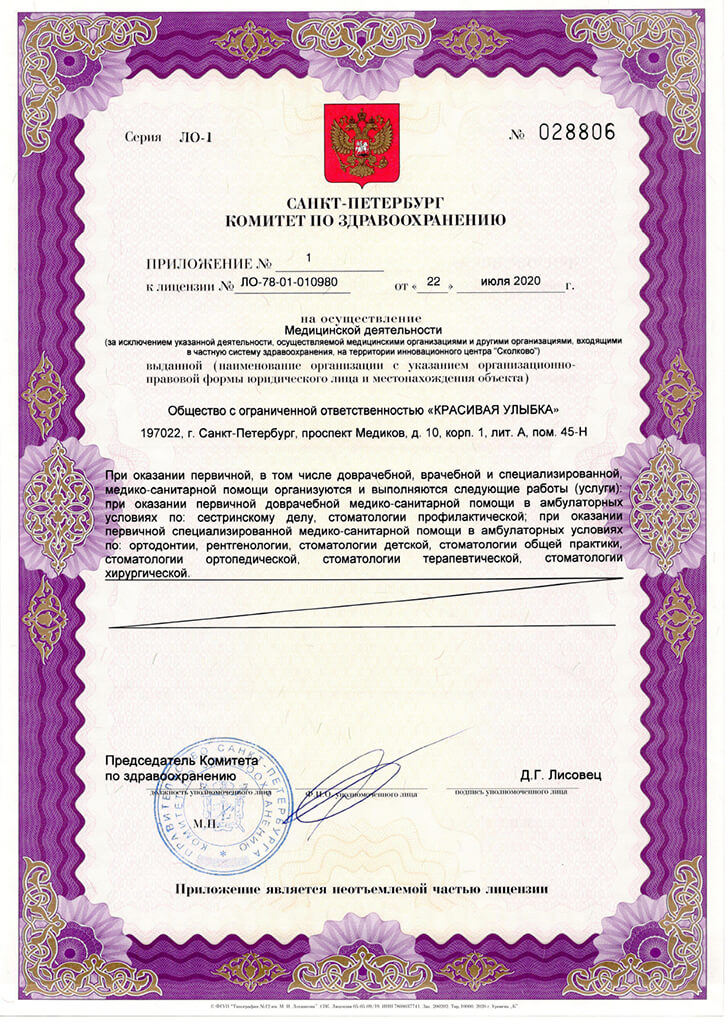 Серия ЛО-1
№ 028806
САНКТ-ПЕТЕРБУРГ
КОМИТЕТ ПО ЗДРАВООХРАНЕНИЮ
ПРИЛОЖЕНИЕ № 1
к лицензии № ЛО-78-01-010980 от « 22 » июля 2020 г.
на осуществление
Медицинской деятельности
(за исключением указанной деятельности, осуществляемой медицинскими организациями и другими организациями, входящими
в частную систему здравоохранения, на территории инновационного центра "Сколково")
выданной (наименование организации с указанием организационно-
правовой формы юридического лица и местонахождения объекта)
Общество с ограниченной ответственностью «КРАСИВАЯ УЛЫБКА»
197022, г. Санкт-Петербург, проспект Медиков, д. 10, корп. 1, лит. А, пом. 45-Н
При оказании первичной, в том числе доврачебной, врачебной и специализированной,
медико-санитарной помощи организуются и выполняются следующие работы (услуги):
при оказании первичной доврачебной медико-санитарной помощи в амбулаторных
условиях по: сестринскому делу, стоматологии профилактической; при оказании
первичной специализированной медико-санитарной помощи в амбулаторных условиях
по: ортодонтии, рентгенологии, стоматологии детской, стоматологии общей практики,
стоматологии ортопедической, стоматологии терапевтической, стоматологии
хирургической.
Председатель Комитета
по здравоохранению
Д.Г. Лисовец
должность уполномоченного лица
Ф.И.О. уполномоченного лица
подпись уполномоченного лица
М.П.
ПРАВИТЕЛЬСТВО САНКТ-ПЕТЕРБУРГА
КОМИТЕТ ПО ЗДРАВООХРАНЕНИЮ
Приложение является неотъемлемой частью лицензии